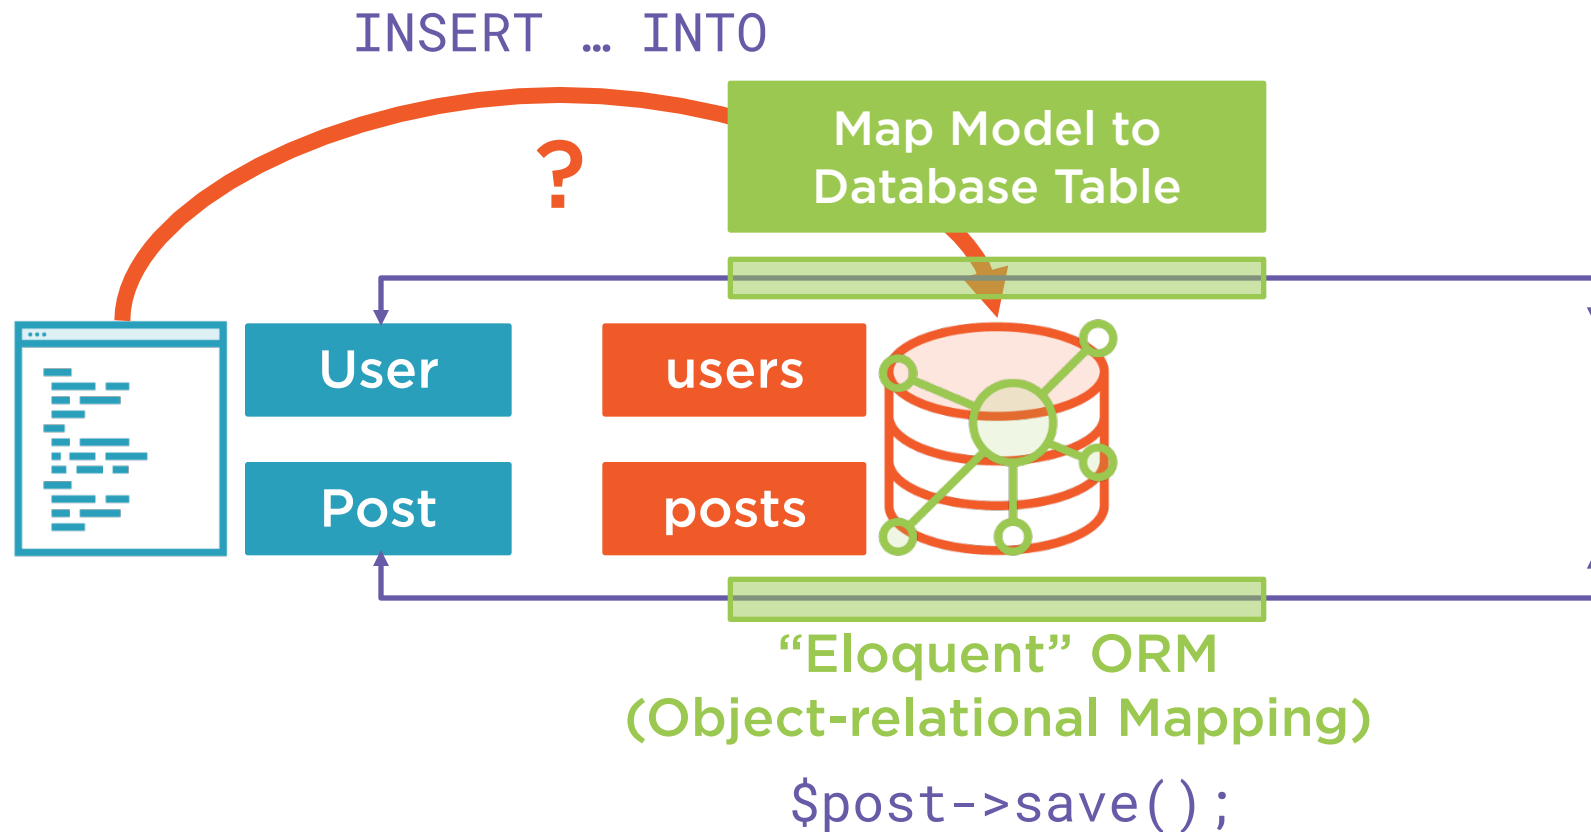 INSERT … INTO
Map Model to
Database Table
?
User
users
Post
posts
“Eloquent” ORM
(Object-relational Mapping)
$post->save();